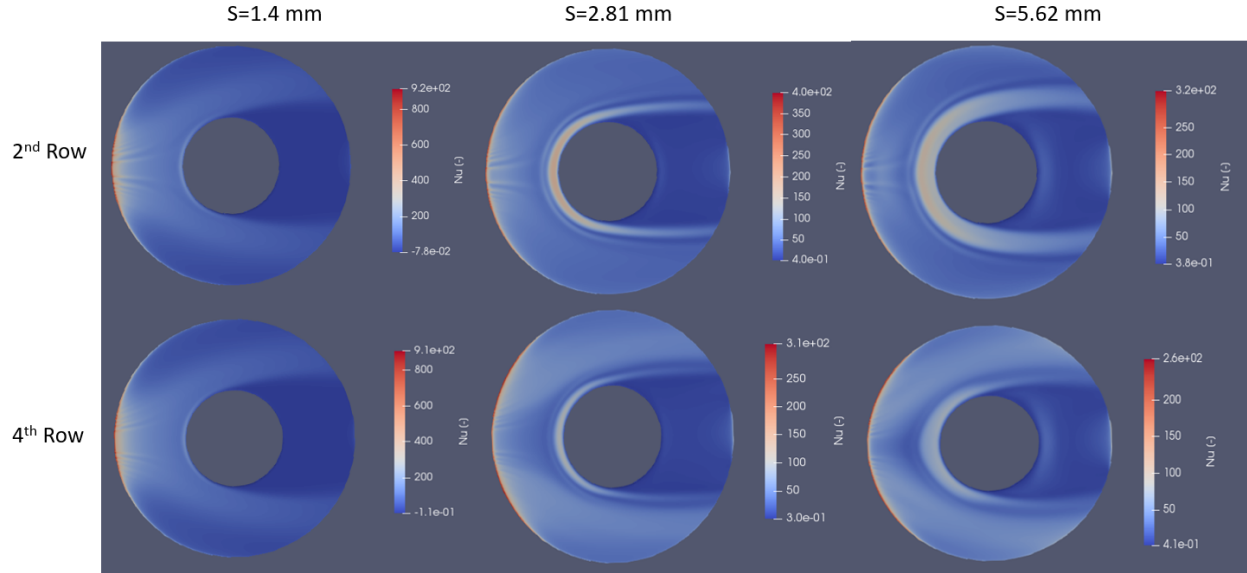 S=1.4 mm
S=2.81 mm
S=5.62 mm
2nd Row
9.2e+02
800
600
400
200
-7.8e-02
Nu (-)
4.0e+02
350
300
250
200
150
100
50
4.0e-01
Nu (-)
3.2e+02
250
200
150
100
50
3.8e-01
Nu (-)
4th Row
9.1e+02
800
600
400
200
-1.1e-01
Nu (-)
3.1e+02
250
200
150
100
50
3.0e-01
Nu (-)
2.6e+02
200
150
100
50
4.1e-01
Nu (-)